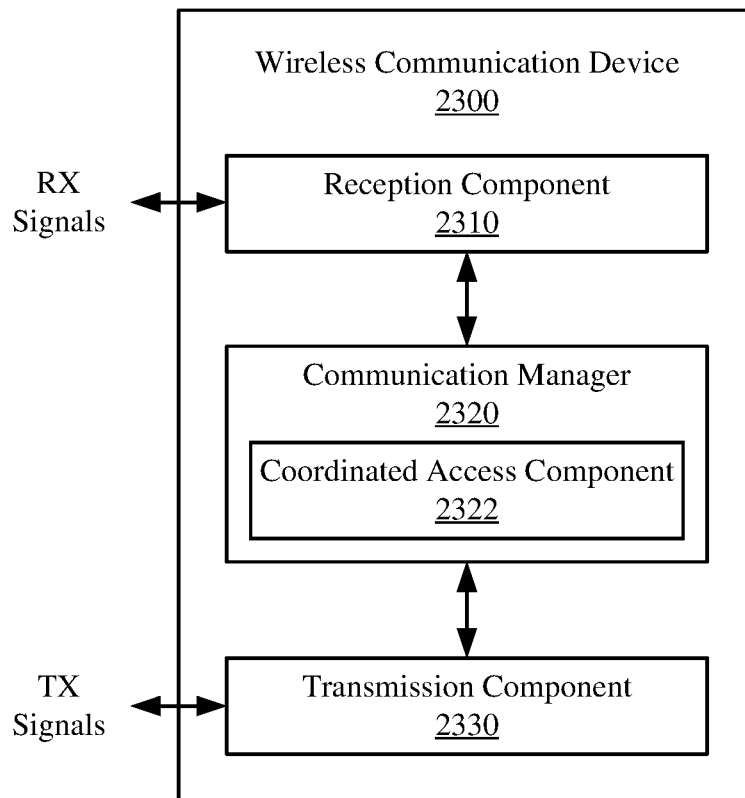 Wireless Communication Device
2300
RX
Signals
Reception Component
2310
Communication Manager
2320
Coordinated Access Component
2322
TX
Signals
Transmission Component
2330